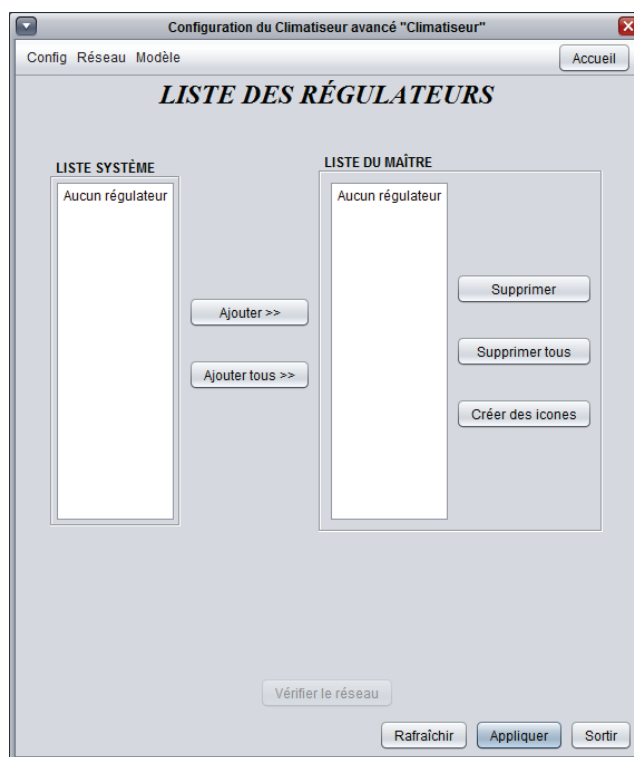 Configuration du Climatiseur avancé "Climatiseur"
Config Réseau Modèle
Accueil
LISTE DES RÉGULATEURS
LISTE SYSTÈME
Aucun régulateur
Ajouter >>
Ajouter tous >>
LISTE DU MAÎTRE
Aucun régulateur
Supprimer
Supprimer tous
Créer des icones
Vérifier le réseau
Rafraîchir
Appliquer
Sortir